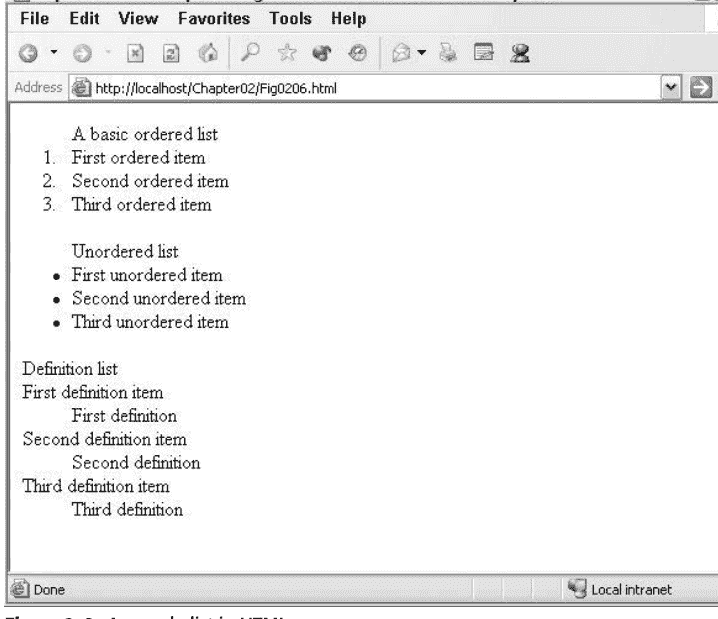 File Edit View Favorites Tools Help
Address http://localhost/Chapter02/Fig0206.html
A basic ordered list
1. First ordered item
2. Second ordered item
3. Third ordered item
Unordered list
• First unordered item
• Second unordered item
• Third unordered item
Definition list
First definition item
First definition
Second definition item
Second definition
Third definition item
Third definition
Done
Local intranet